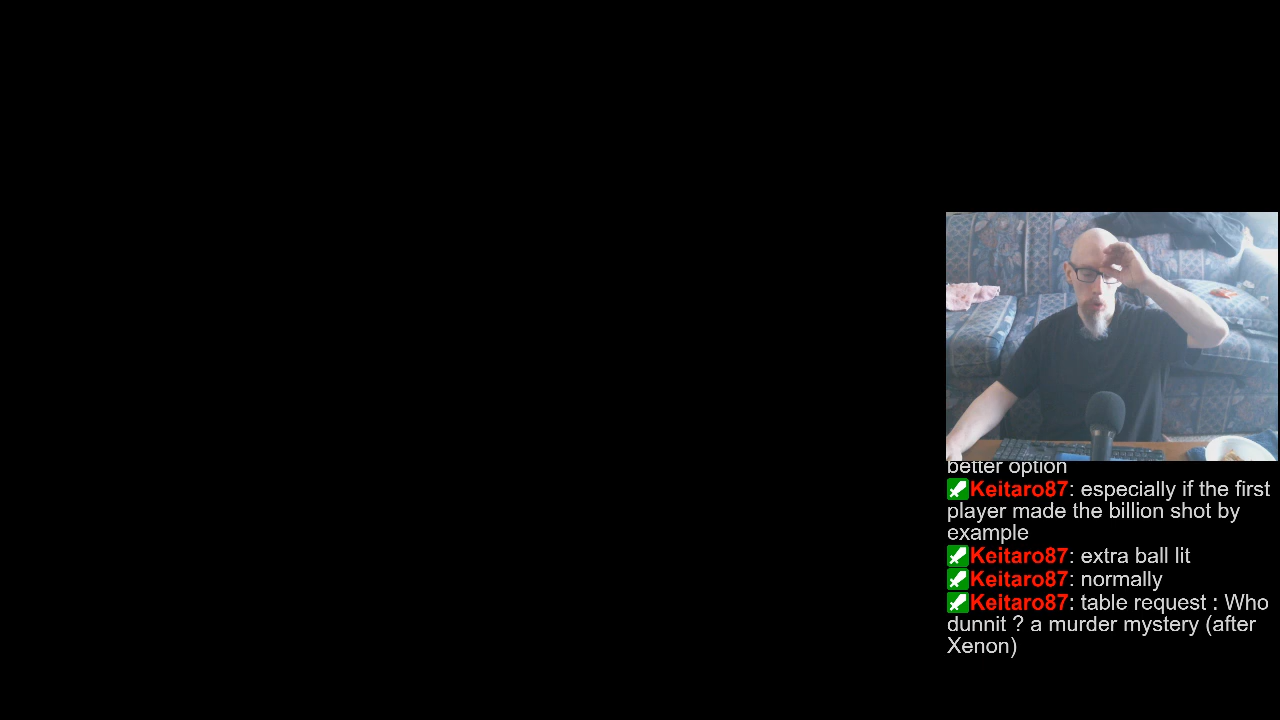 better option
Keitaro87: especially if the first
player made the billion shot by
example
Keitaro87: extra ball lit
Keitaro87: normally
Keitaro87: table request : Who
dunnit ? a murder mystery (after
Xenon)